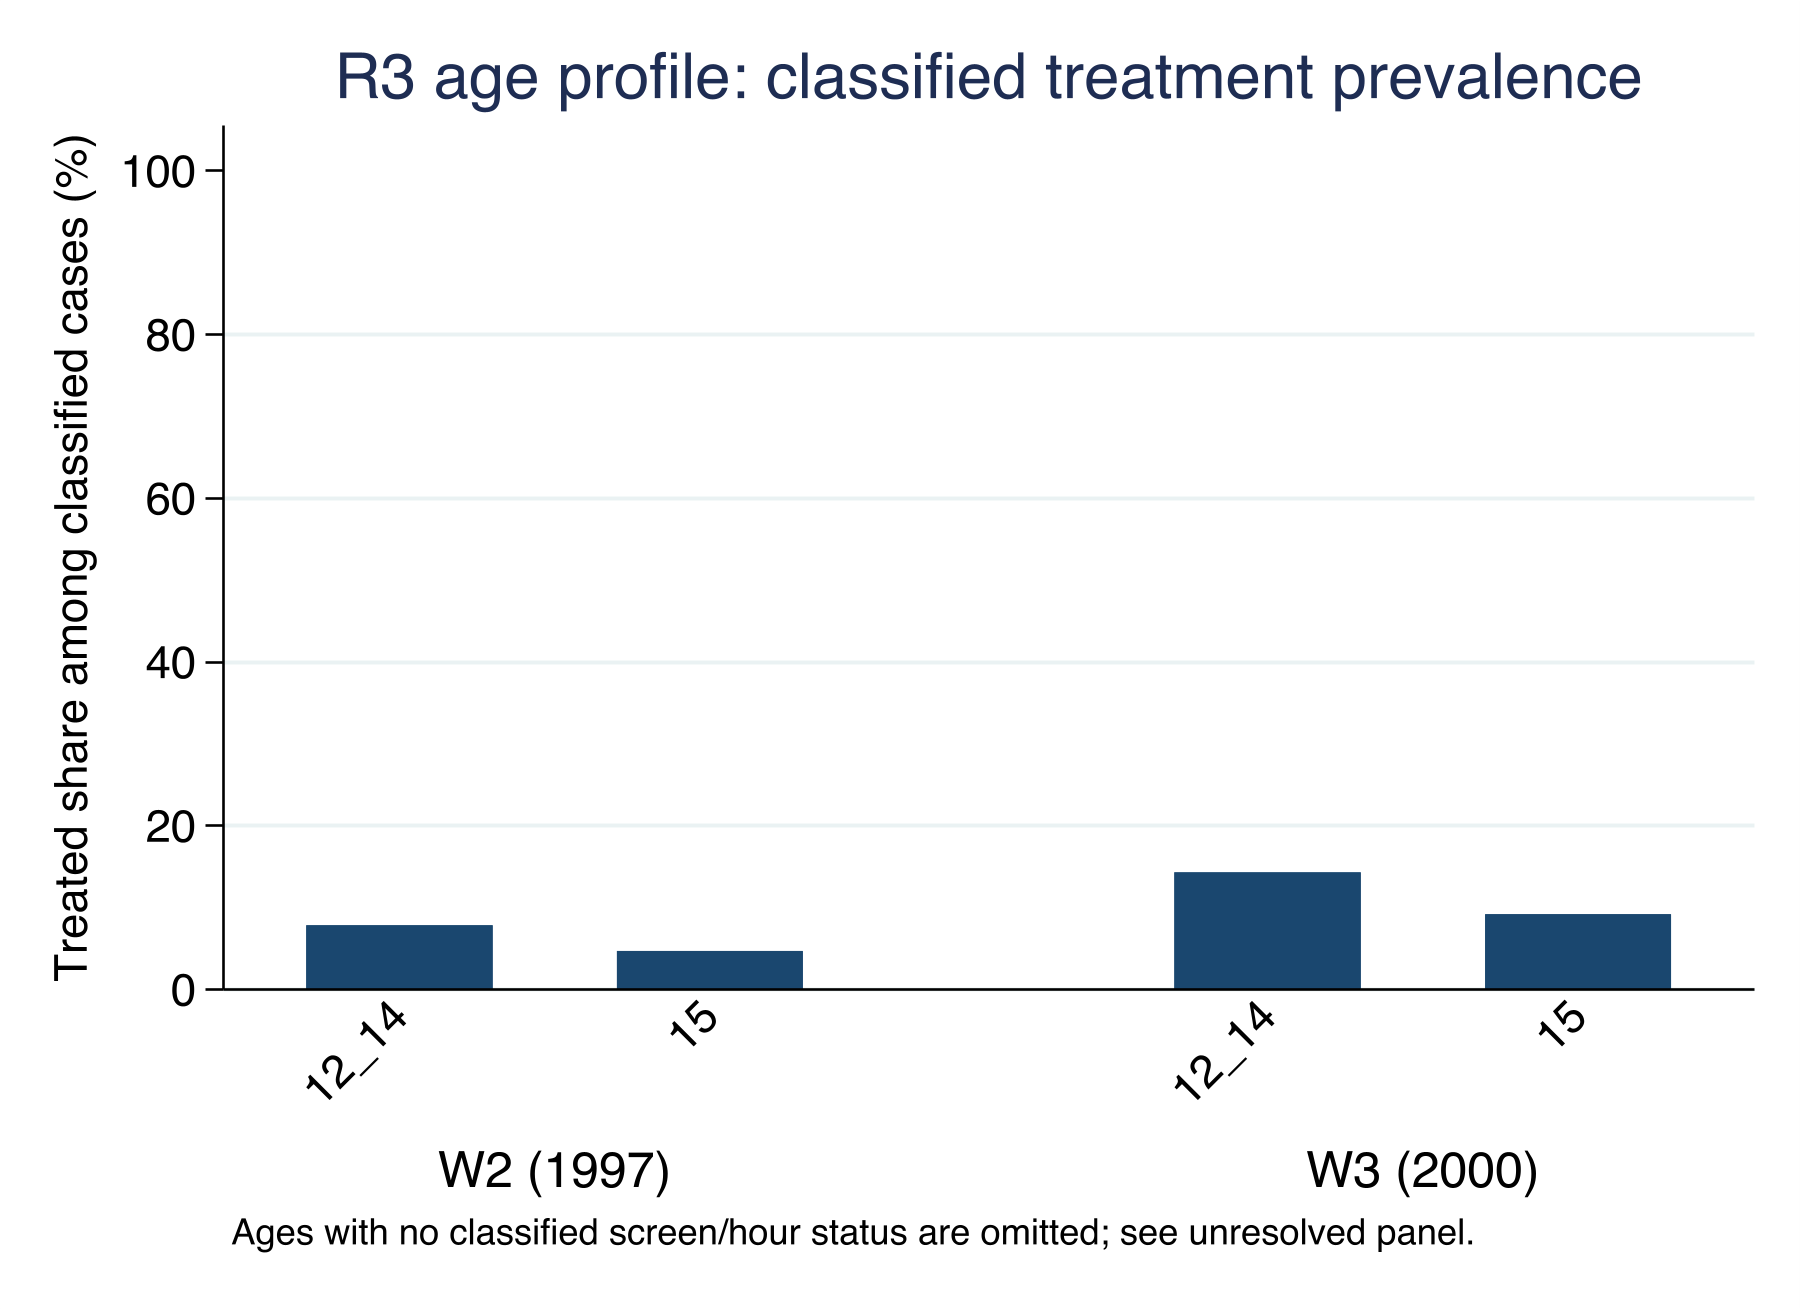 R3 age profile: classified treatment prevalence
Treated share among classified cases (%)
100
80
60
40
20
0
12_14
15
12_14
15
W2 (1997)
W3 (2000)
Ages with no classified screen/hour status are omitted; see unresolved panel.